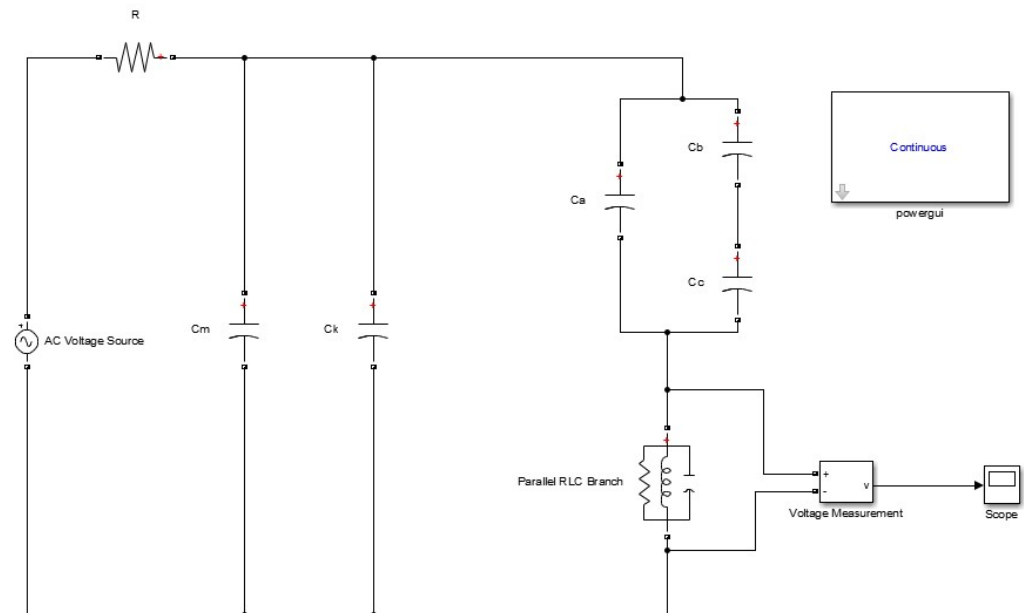 R
Cb
Continuous
Ca
powergui
Cc
AC Voltage Source
Cm
Ck
Parallel RLC Branch
+
-
v
Voltage Measurement
Scope